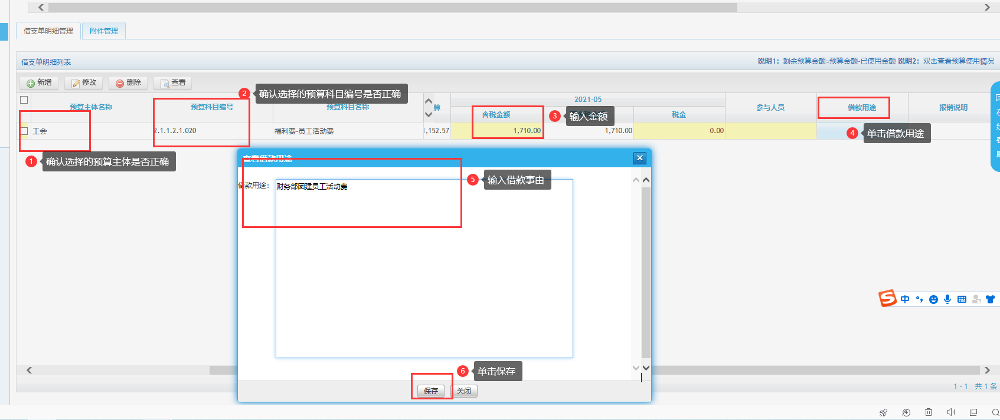 借支单明细管理 附件管理
借支单明细列表 说明1：剩余预算金额=预算金额-已使用金额 说明2：双击查看预算使用情况
新增 修改 删除 查看
2 确认选择的预算科目编号是否正确
预算主体名称 预算科目编号 预算科目名称 算 2021-05 参与人员 借款用途 报销说明
含税金额 税金
3 输入金额
工会 2.1.1.2.1.020 福利费-员工活动费 ,152.57 1,710.00 1,710.00 0.00
4 单击借款用途
1 确认选择的预算主体是否正确
查看借款用途
5 输入借款事由
借款用途： 财务部团建员工活动费
6 单击保存
保存 关闭
1 - 1 共 1 条
中